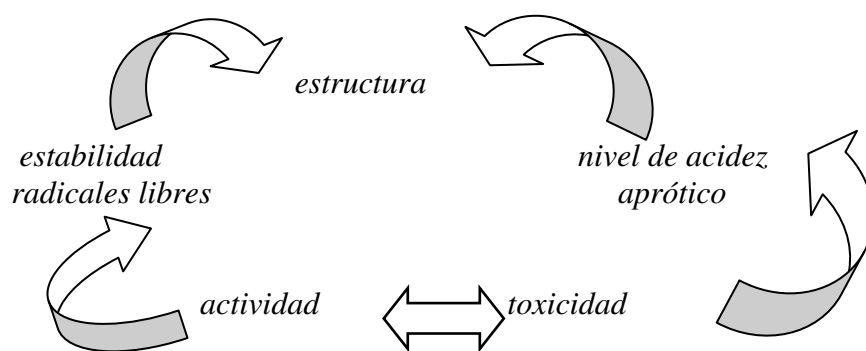 estructura
estabilidad
radicales libres
nivel de acidez
aprótico
actividad
toxicidad